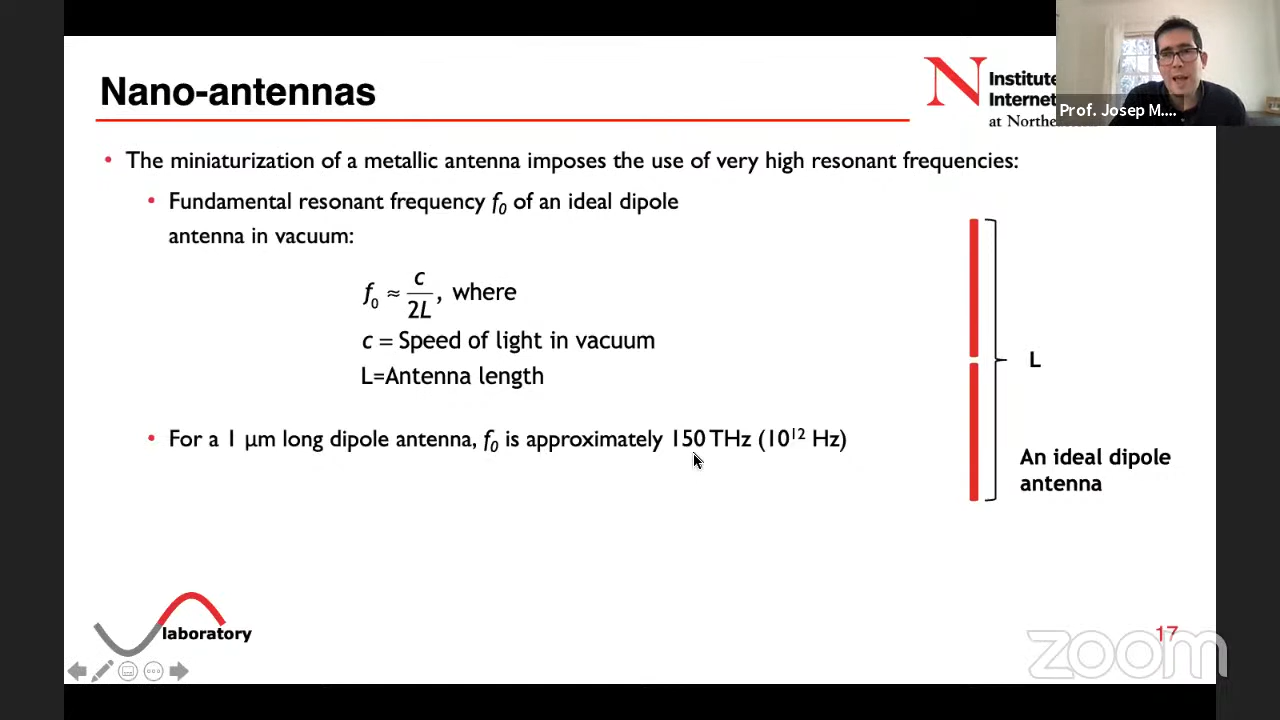 Nano-antennas
N
Institute
Internet
at North
Prof. Josep M....
• The miniaturization of a metallic antenna imposes the use of very high resonant frequencies:
• Fundamental resonant frequency f₀ of an ideal dipole
antenna in vacuum:
f₀ ≈ c/2L, where
c = Speed of light in vacuum
L=Antenna length
L
• For a 1 µm long dipole antenna, f₀ is approximately 150 THz (10¹² Hz)
An ideal dipole
antenna
laboratory
17
zoom